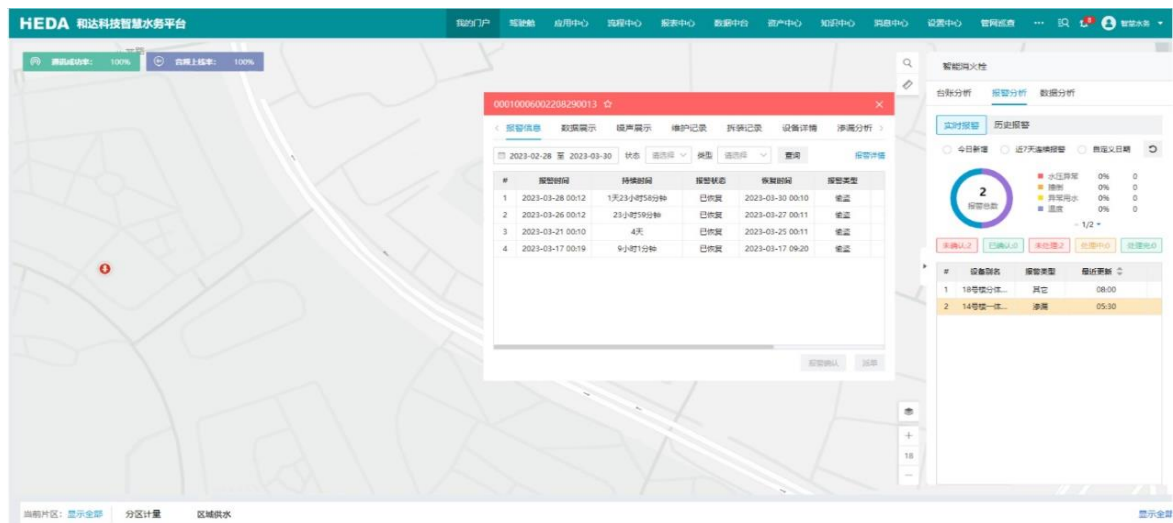 HEDA 和达科技智慧水务平台
我的门户 驾驶舱 应用中心 流程中心 报表中心 数据中台 资产中心 知识中心 消息中心 设置中心 管网巡查 ... 智慧水务
通讯成功率: 100% 在线上线率: 100%
智能消火栓
台账分析 报警分析 数据分析
实时报警 历史报警
今日新增 近7天连续报警 自定义日期
2
报警总数
水压异常 0% 0
撞倒 0% 0
异常用水 0% 0
温度 0% 0
1/2
未确认:2 已确认:0 未处理:2 处理中:0 处理完:0
# 设备别名 报警类型 最近更新
1 18号楼分体... 其它 08:00
2 14号楼一体... 渗漏 05:30
00010006002208290013
报警信息 数据展示 噪声展示 维护记录 拆装记录 设备详情 渗漏分析
2023-02-28 至 2023-03-30 状态 请选择 类型 请选择 查询 报警详情
# 报警时间 持续时间 报警状态 恢复时间 报警类型
1 2023-03-28 00:12 1天23小时58分钟 已恢复 2023-03-30 00:10 偷盗
2 2023-03-26 00:12 23小时59分钟 已恢复 2023-03-27 00:11 偷盗
3 2023-03-21 00:10 4天 已恢复 2023-03-25 00:11 偷盗
4 2023-03-17 00:19 9小时1分钟 已恢复 2023-03-17 09:20 偷盗
报警确认
18
当前片区: 显示全部 分区计量 区域供水
显示全部